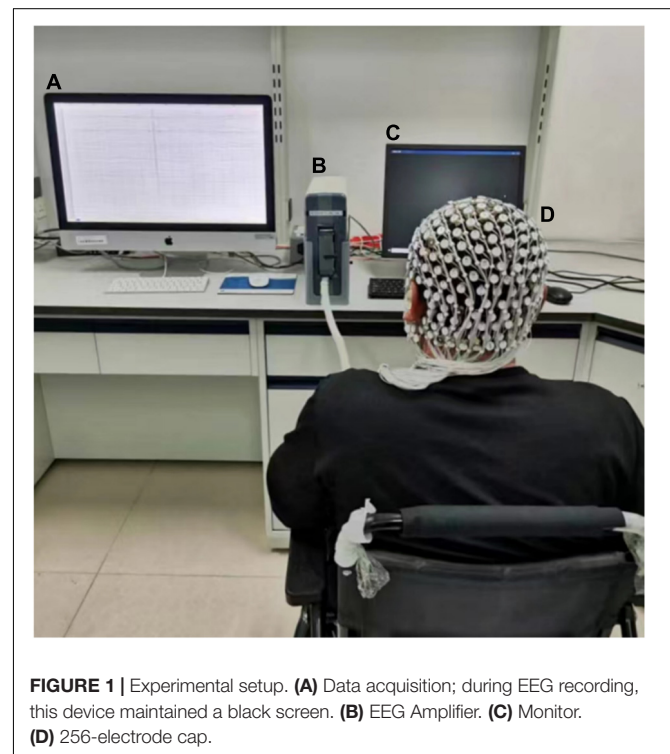 A
B
C
D
FIGURE 1 | Experimental setup. (A) Data acquisition; during EEG recording,
this device maintained a black screen. (B) EEG Amplifier. (C) Monitor.
(D) 256-electrode cap.